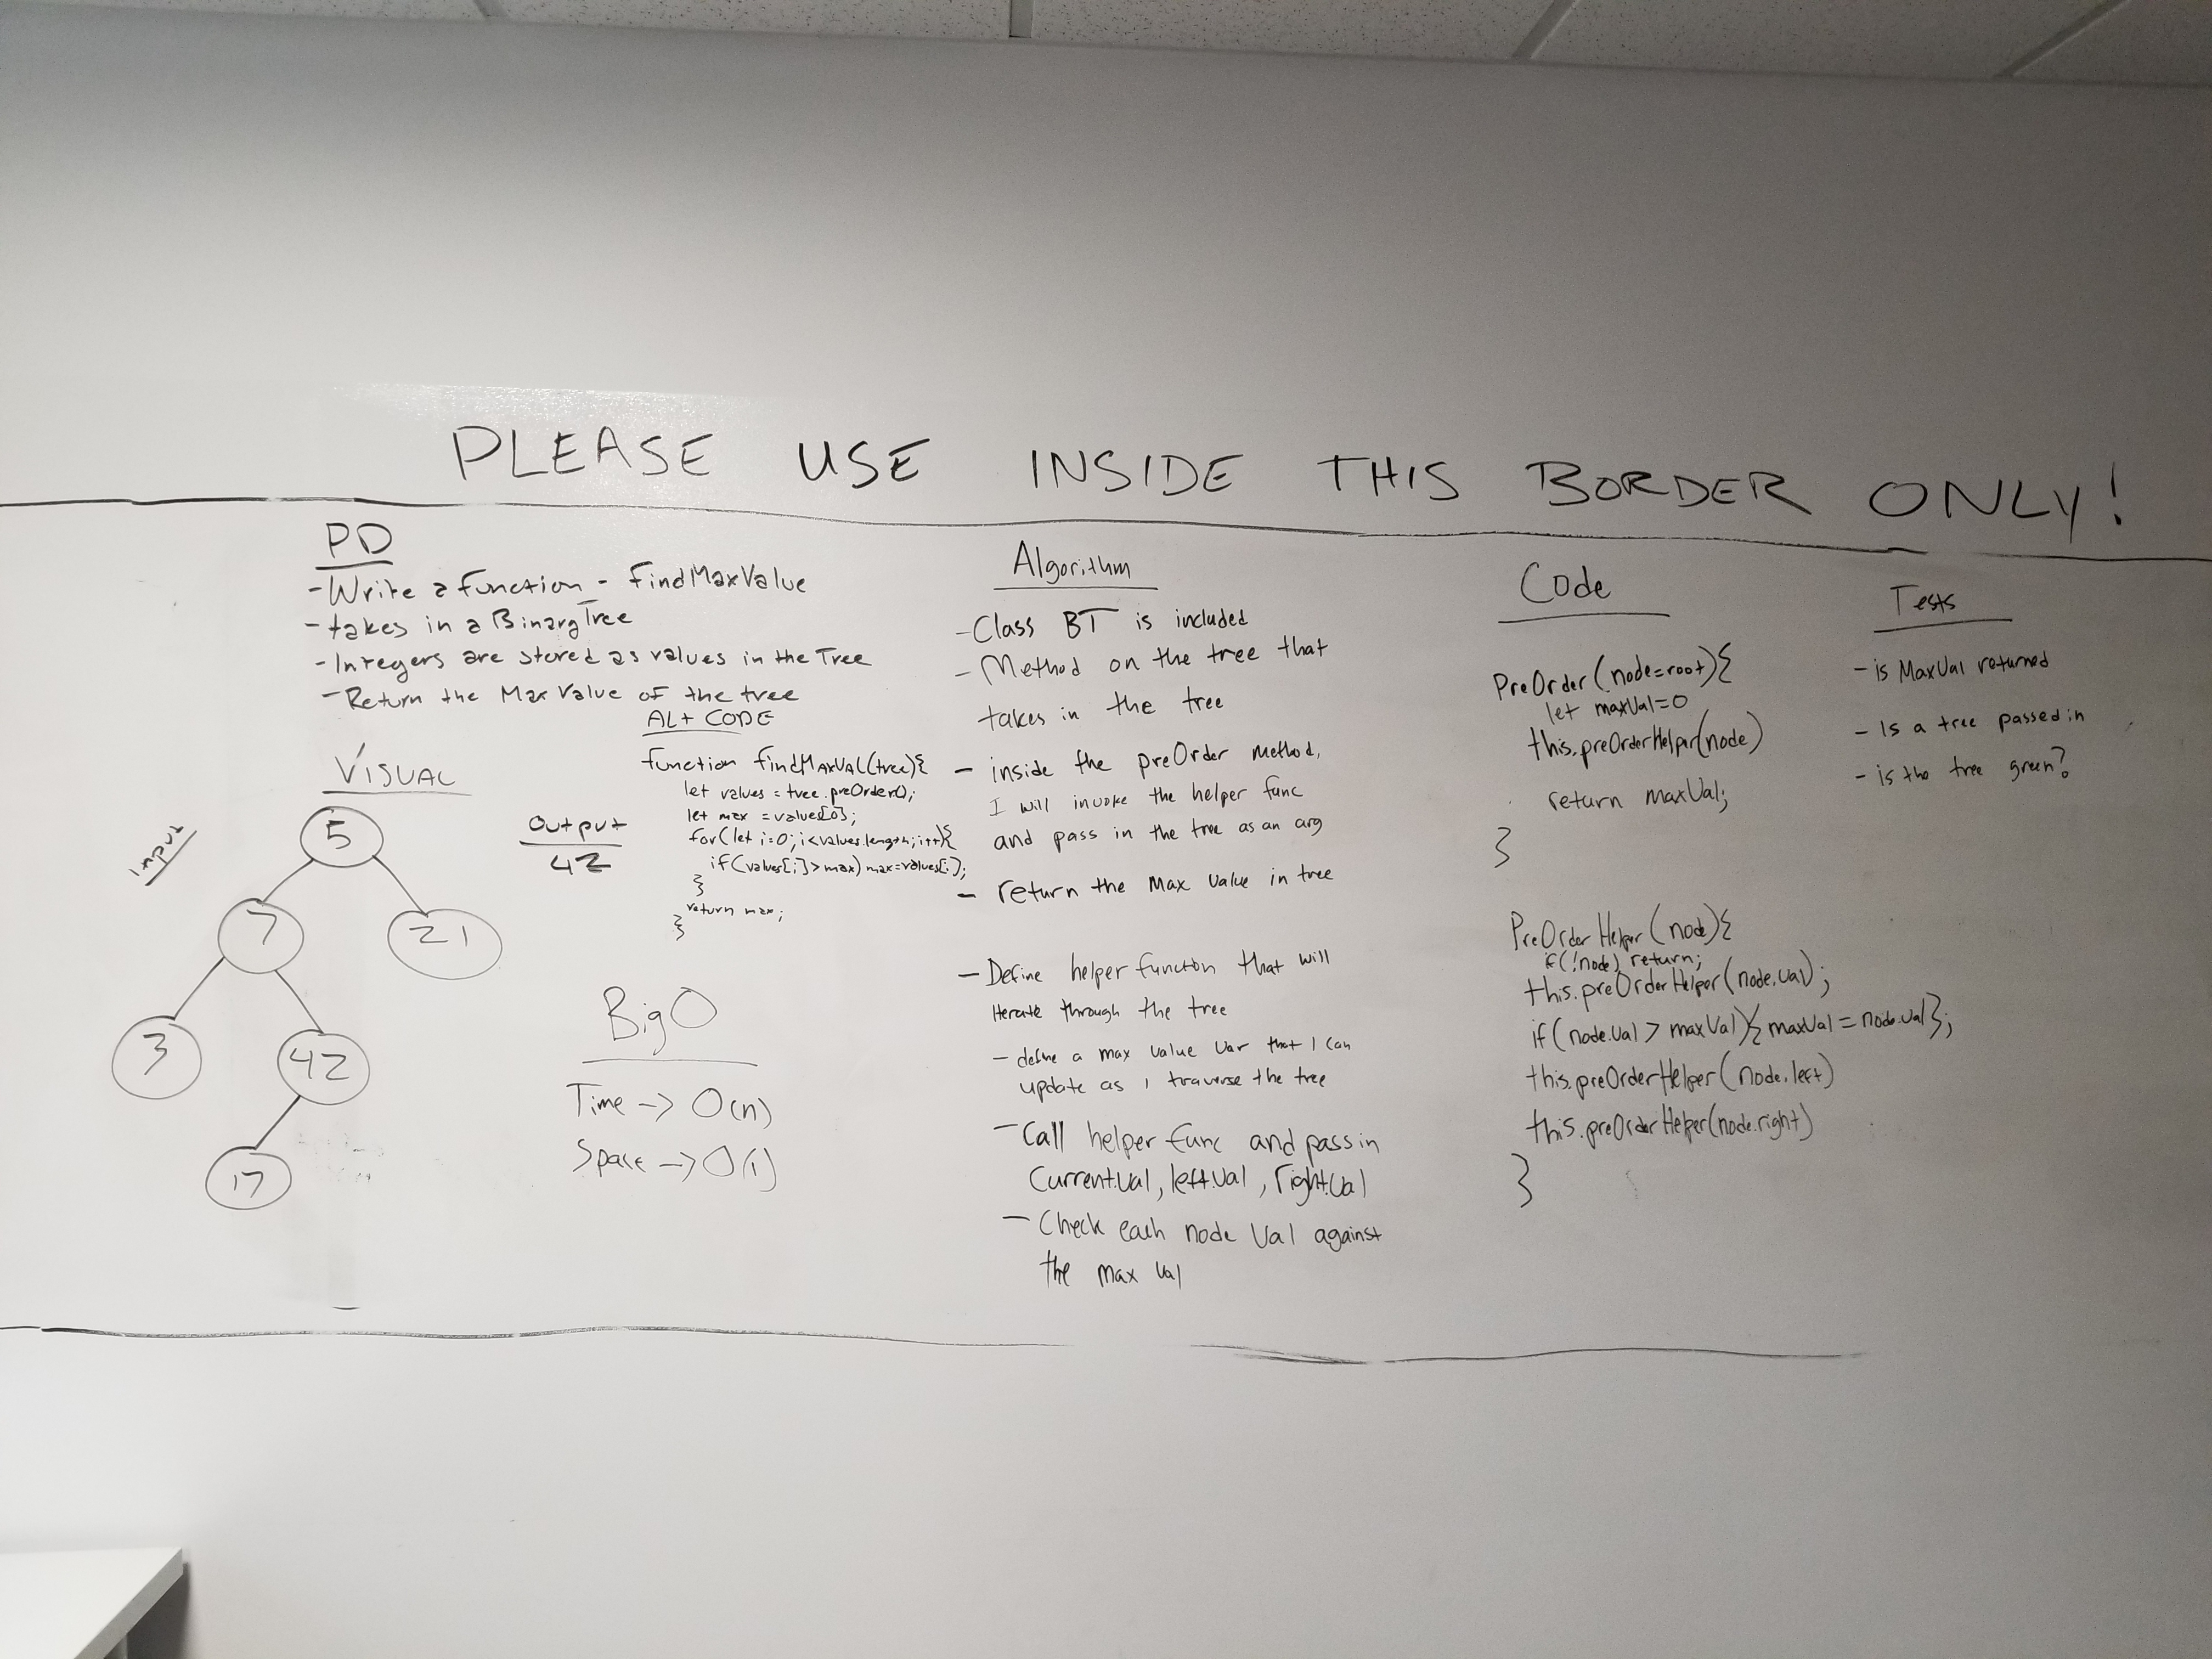 PLEASE USE INSIDE THIS BORDER ONLY!
PD
- Write a function - findMaxValue
- takes in a BinaryTree
- Integers are stored as values in the Tree
- Return the Max Value of the tree
VISUAL
Input
5
7
21
3
42
17
Output
42
ALT CODE
function findMaxVal(tree){
let values = tree.preOrder();
let max = values[0];
for(let i=0; i<values.length; i++){
if(values[i]>max) max=values[i];
}
return max;
}
Big O
Time -> O(n)
Space -> O(1)
Algorithm
- Class BT is included
- Method on the tree that
takes in the tree
- inside the preOrder method,
I will invoke the helper func
and pass in the tree as an arg
- return the max value in tree
- Define helper function that will
iterate through the tree
- define a max value var that I can
update as I traverse the tree
- Call helper func and pass in
current.val, left.val, right.val
- Check each node val against
the max val
Code
PreOrder(node=root){
let maxVal=0
this.preOrderHelper(node)
return maxVal;
}
PreOrderHelper(node){
if(!node) return;
this.preOrderHelper(node.val);
if(node.val > maxVal){ maxVal = node.val};
this.preOrderHelper(node.left)
this.preOrderHelper(node.right)
}
Tests
- is MaxVal returned
- Is a tree passed in
- is the tree green?